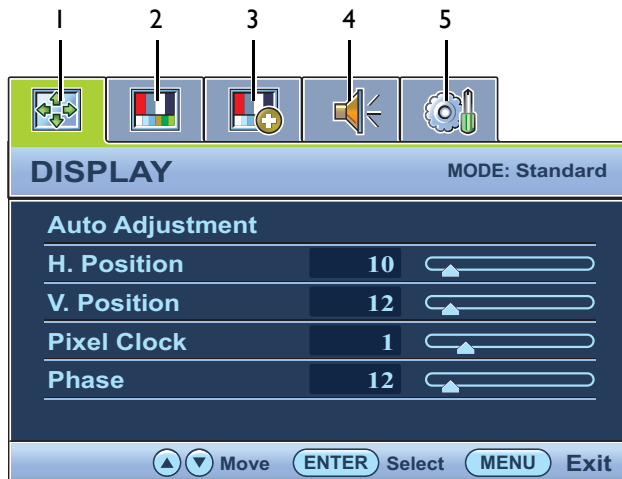 1 2 3 4 5
DISPLAY MODE: Standard
Auto Adjustment
H. Position 10
V. Position 12
Pixel Clock 1
Phase 12
Move ENTER Select MENU Exit